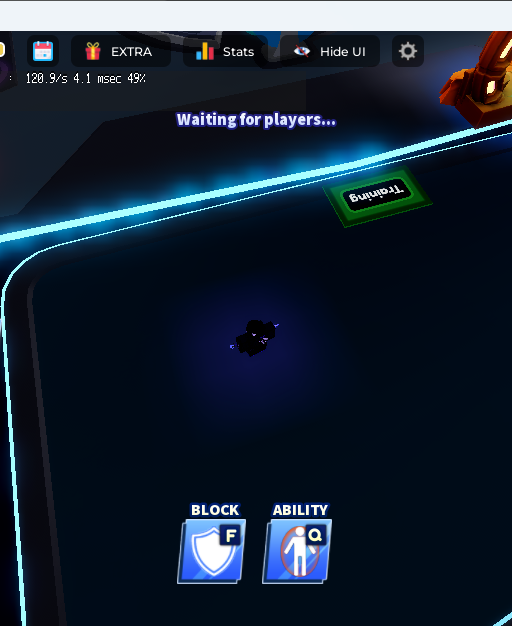 EXTRA Stats Hide UI
: 120.9/s 4.1 msec 49%
Waiting for players...
Training
BLOCK ABILITY
F Q